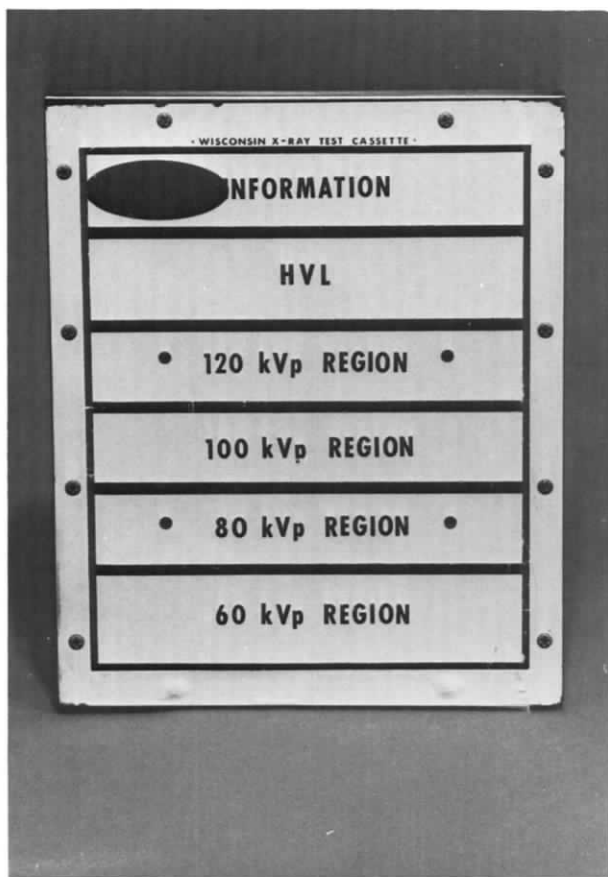 · WISCONSIN X-RAY TEST CASSETTE ·
INFORMATION
HVL
120 kVp REGION
100 kVp REGION
80 kVp REGION
60 kVp REGION